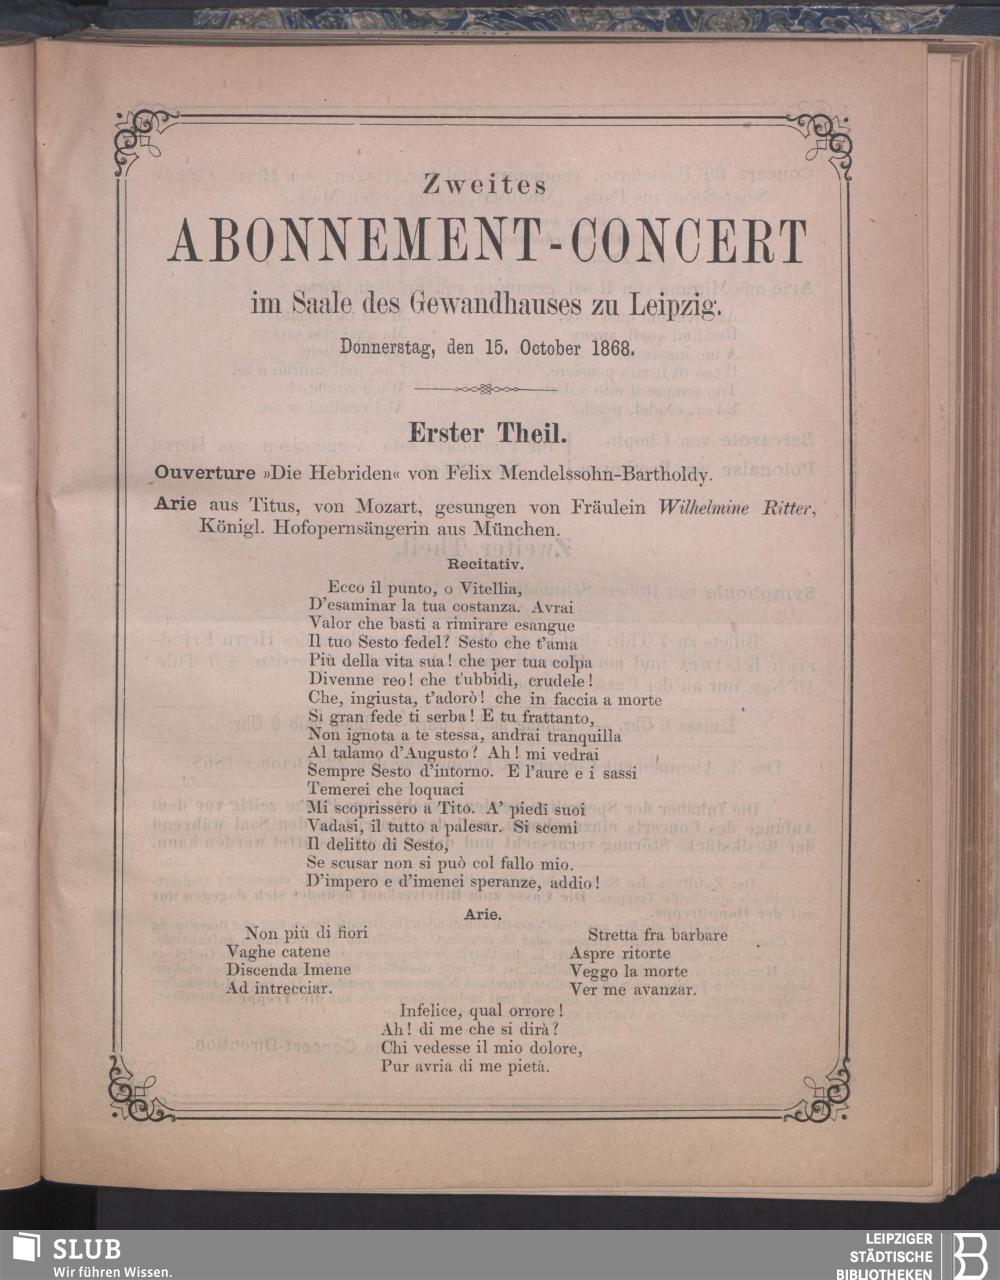 Zweites
ABONNEMENT-CONCERT
im Saale des Gewandhauses zu Leipzig.
Donnerstag, den 15. October 1868.
Erster Theil.
Ouverture »Die Hebriden« von Felix Mendelssohn-Bartholdy.
Arie aus Titus, von Mozart, gesungen von Fräulein Wilhelmine Ritter,
Königl. Hofopernsängerin aus München.
Recitativ.
Ecco il punto, o Vitellia,
D'esaminar la tua costanza. Avrai
Valor che basti a rimirare esangue
Il tuo Sesto fedel? Sesto che t'ama
Più della vita sua! che per tua colpa
Divenne reo! che t'ubbidì, crudele!
Che, ingiusta, t'adorò! che in faccia a morte
Si gran fede ti serba! E tu frattanto,
Non ignota a te stessa, andrai tranquilla
Al talamo d'Augusto? Ah! mi vedrai
Sempre Sesto d'intorno. E l'aure e i sassi
Temerei che loquaci
Mi scoprissero a Tito. A' piedi suoi
Vadasi, il tutto a palesar. Si scemi
Il delitto di Sesto,
Se scusar non si può col fallo mio.
D'impero e d'imenei speranze, addio!
Arie.
Non più di fiori
Vaghe catene
Discenda Imene
Ad intrecciar.
Stretta fra barbare
Aspre ritorte
Veggo la morte
Ver me avanzar.
Infelice, qual orrore!
Ah! di me che si dirà?
Chi vedesse il mio dolore,
Pur avria di me pietà.
SLUB
Wir führen Wissen.
LEIPZIGER
STÄDTISCHE
BIBLIOTHEKEN